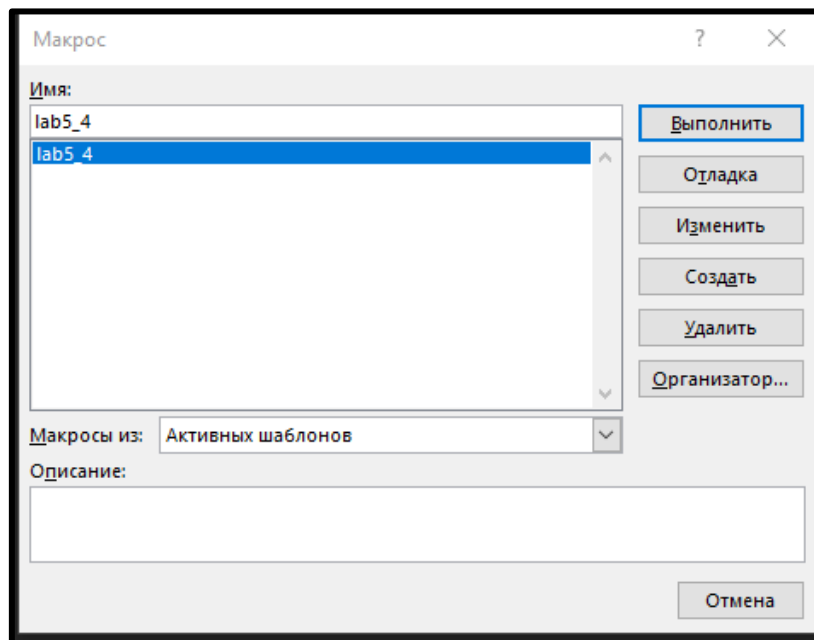 Макрос ?
Имя:
lab5_4
Выполнить
lab5_4
Отладка
Изменить
Создать
Удалить
Организатор...
Макросы из: Активных шаблонов
Описание:
Отмена